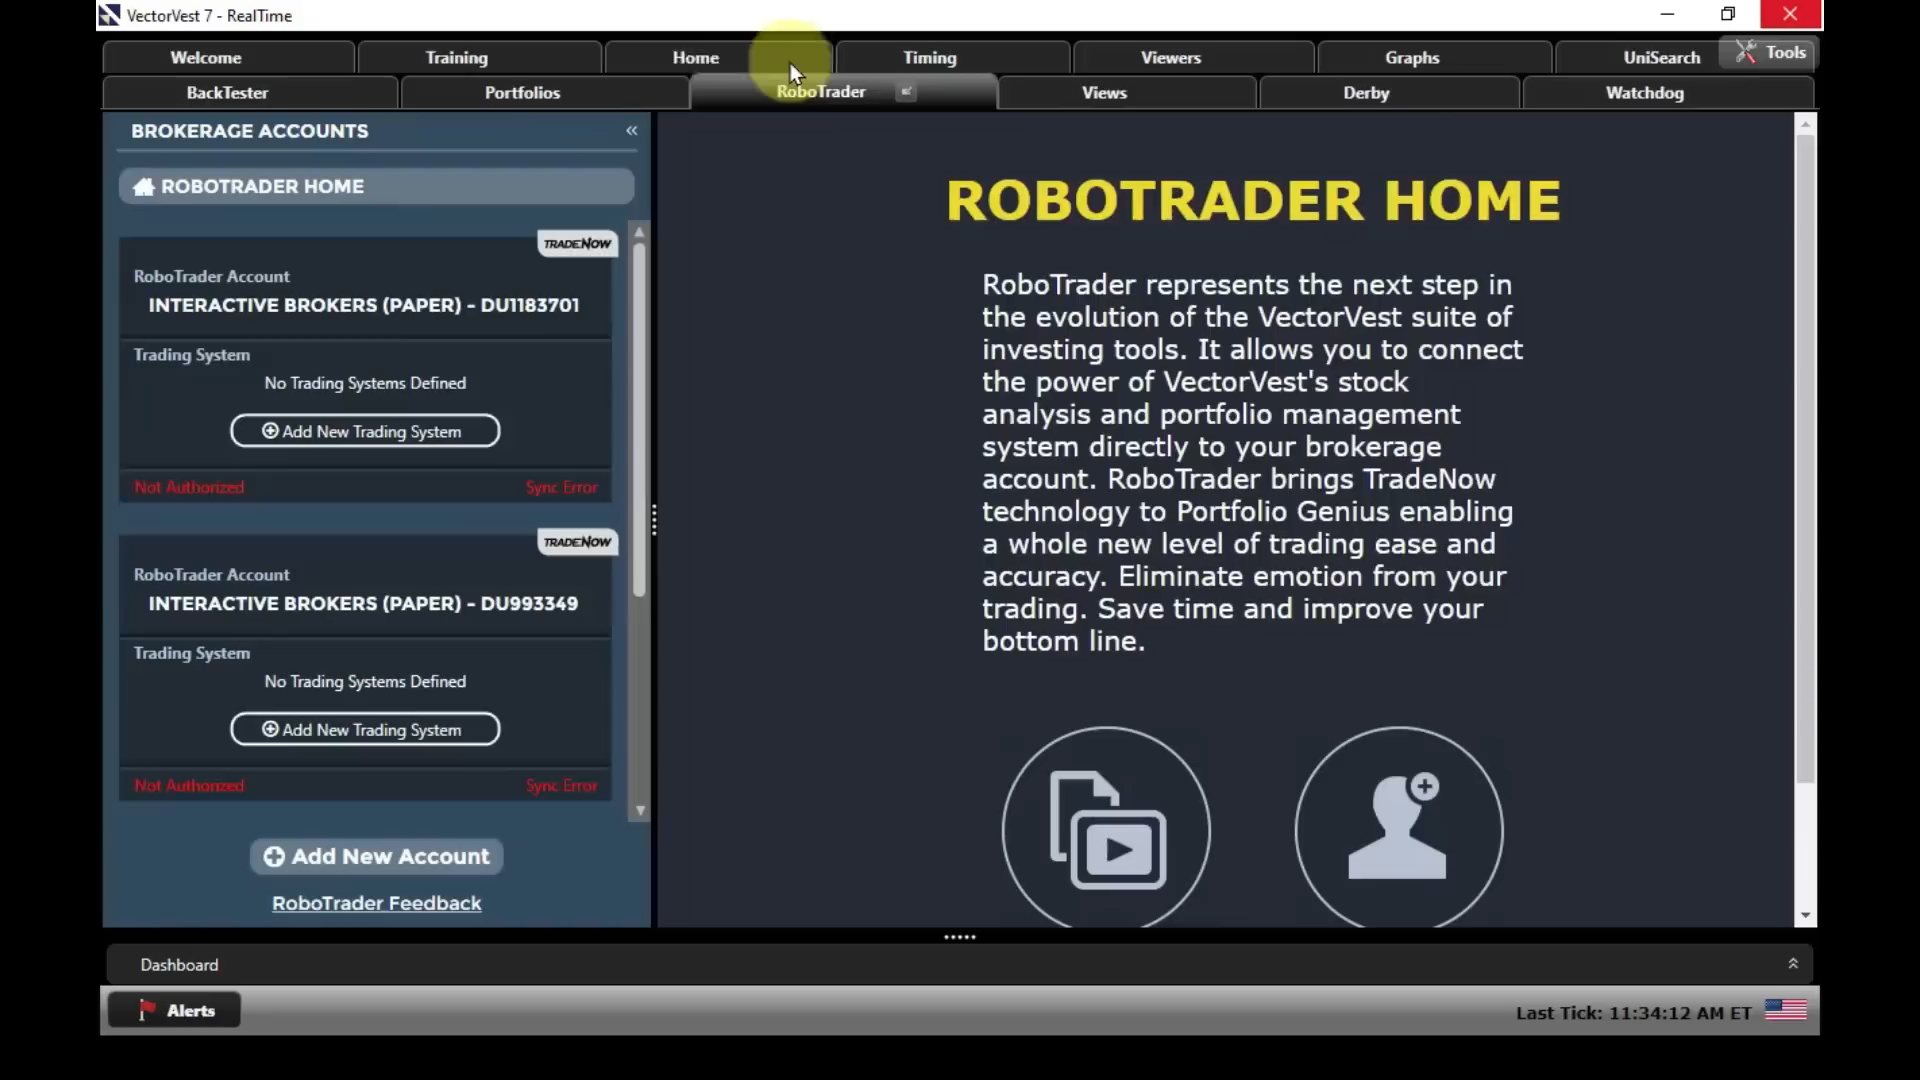 VectorVest 7 - RealTime
Welcome
Training
Home
Timing
Viewers
Graphs
UniSearch
Tools
BackTester
Portfolios
RoboTrader
Views
Derby
Watchdog
BROKERAGE ACCOUNTS
«
ROBOTRADER HOME
TRADENOW
RoboTrader Account
INTERACTIVE BROKERS (PAPER) - DU1183701
Trading System
No Trading Systems Defined
Add New Trading System
Not Authorized
Sync Error
TRADENOW
RoboTrader Account
INTERACTIVE BROKERS (PAPER) - DU993349
Trading System
No Trading Systems Defined
Add New Trading System
Not Authorized
Sync Error
Add New Account
RoboTrader Feedback
ROBOTRADER HOME
RoboTrader represents the next step in
the evolution of the VectorVest suite of
investing tools. It allows you to connect
the power of VectorVest's stock
analysis and portfolio management
system directly to your brokerage
account. RoboTrader brings TradeNow
technology to Portfolio Genius enabling
a whole new level of trading ease and
accuracy. Eliminate emotion from your
trading. Save time and improve your
bottom line.
Dashboard
Alerts
Last Tick: 11:34:12 AM ET